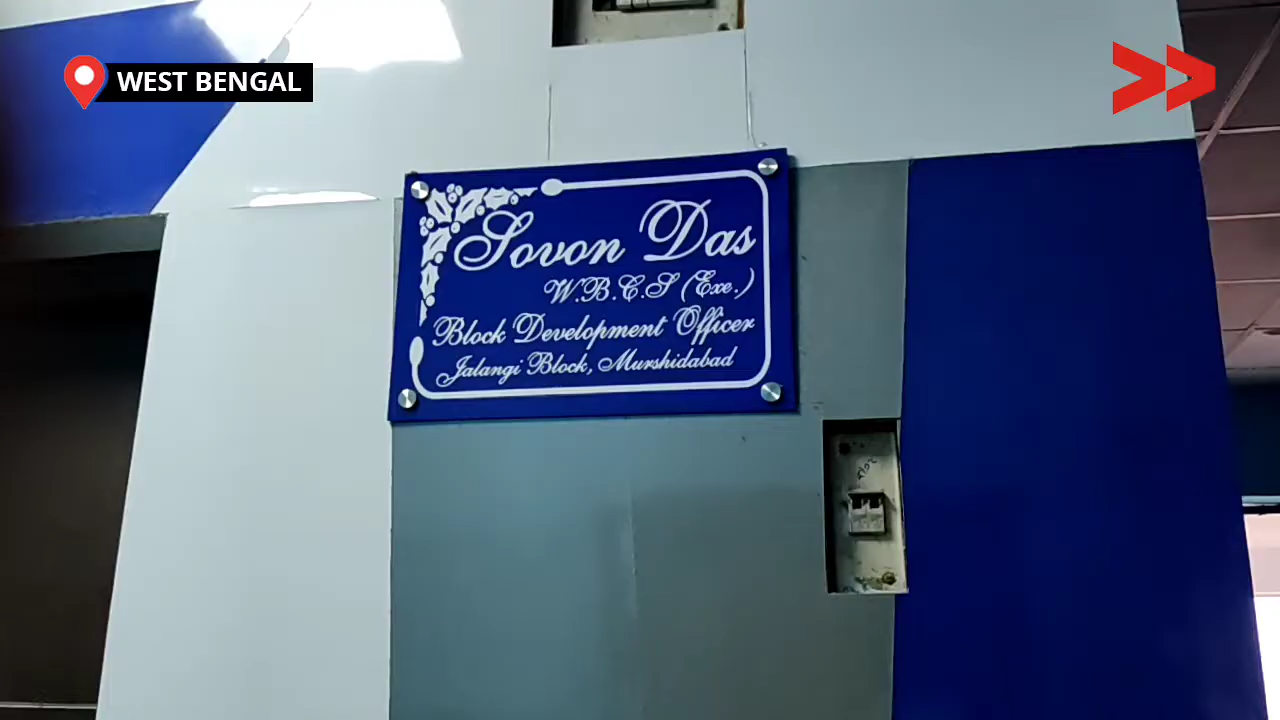 WEST BENGAL
Sovon Das
W.B.C.S (Exe.)
Block Development Officer
Jalangi Block, Murshidabad